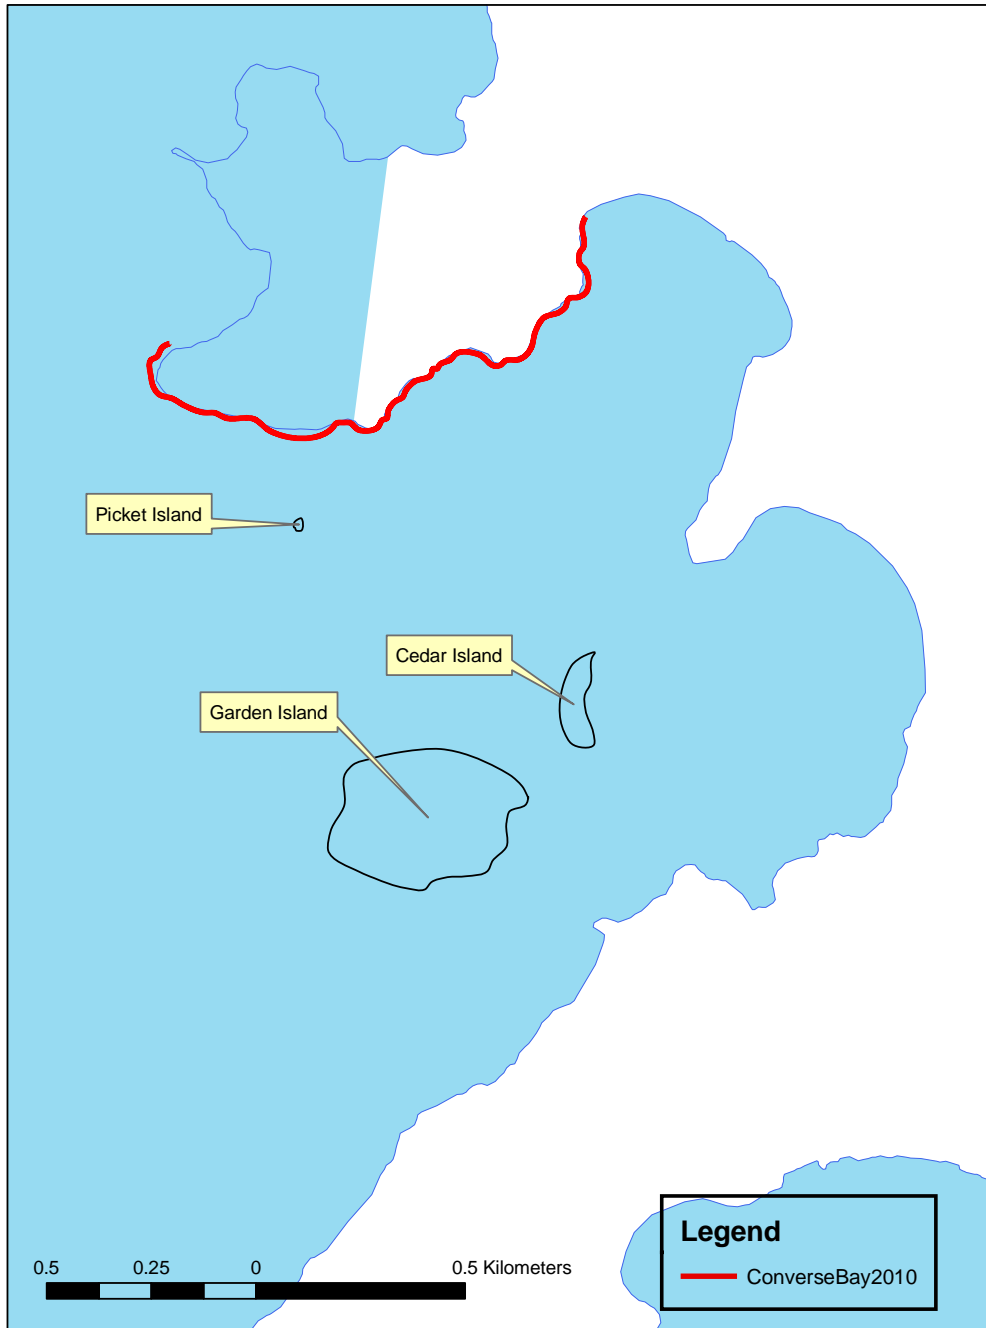 Picket Island
Cedar Island
Garden Island
0.5 0.25 0 0.5 Kilometers
Legend
ConverseBay2010